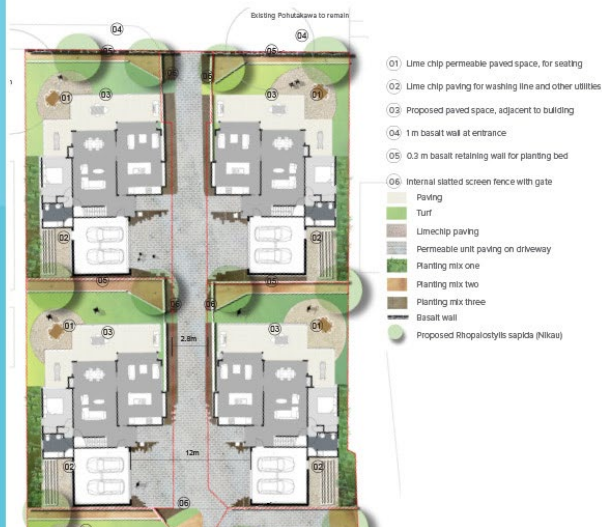 Existing Pohutakawa to remain
04
04
05
05
05
06
01
03
03
01
02
02
05
05
06
06
01
03
03
01
2.8m
02
12m
02
06
01 Lime chip permeable paved space, for seating
02 Lime chip paving for washing line and other utilities
03 Proposed paved space, adjacent to building
04 1 m basalt wall at entrance
05 0.3 m basalt retaining wall for planting bed
06 Internal slatted screen fence with gate
Paving
Turf
Limechip paving
Permeable unit paving on driveway
Planting mix one
Planting mix two
Planting mix three
Basalt wall
Proposed Rhopalostylis sapida (Nikau)